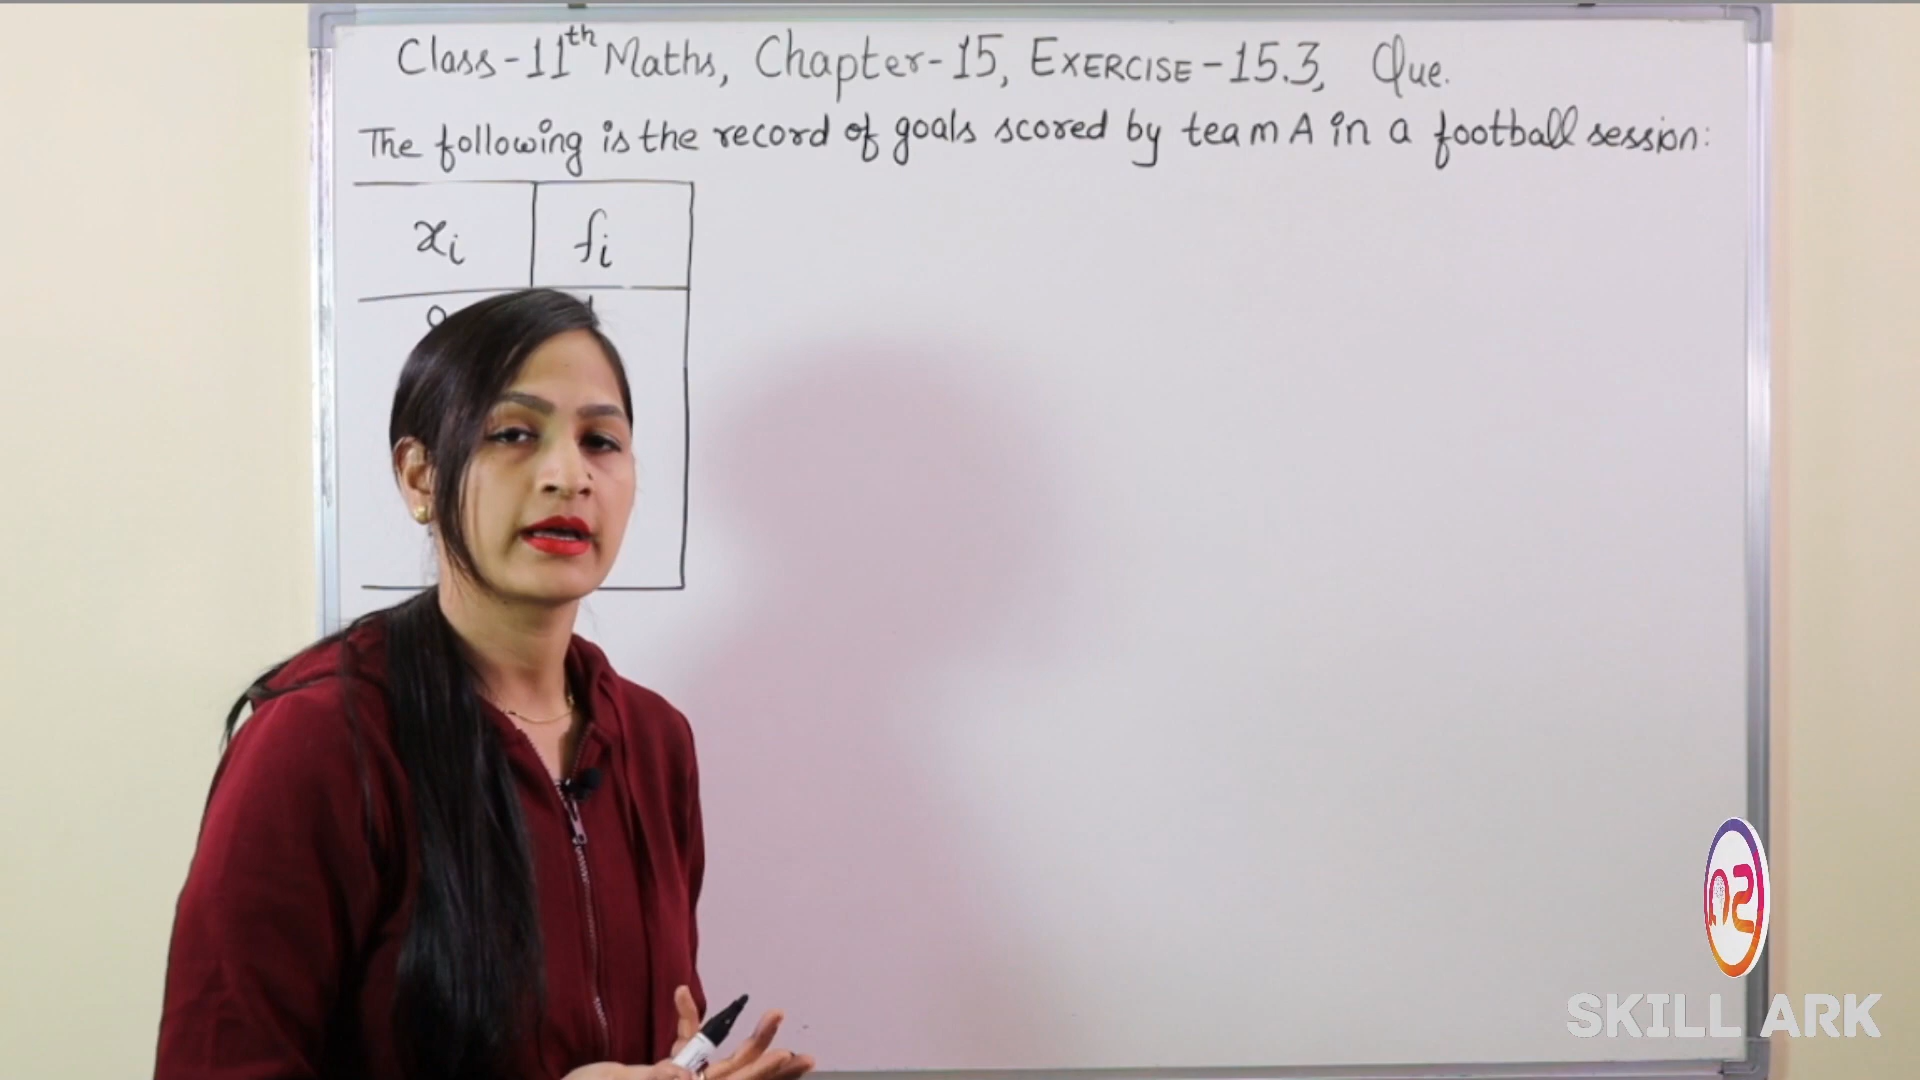 Class-11th Maths, Chapter-15, EXERCISE-15.3, Que.
The following is the record of goals scored by team A in a football session:
xi fi
0
SKILL ARK